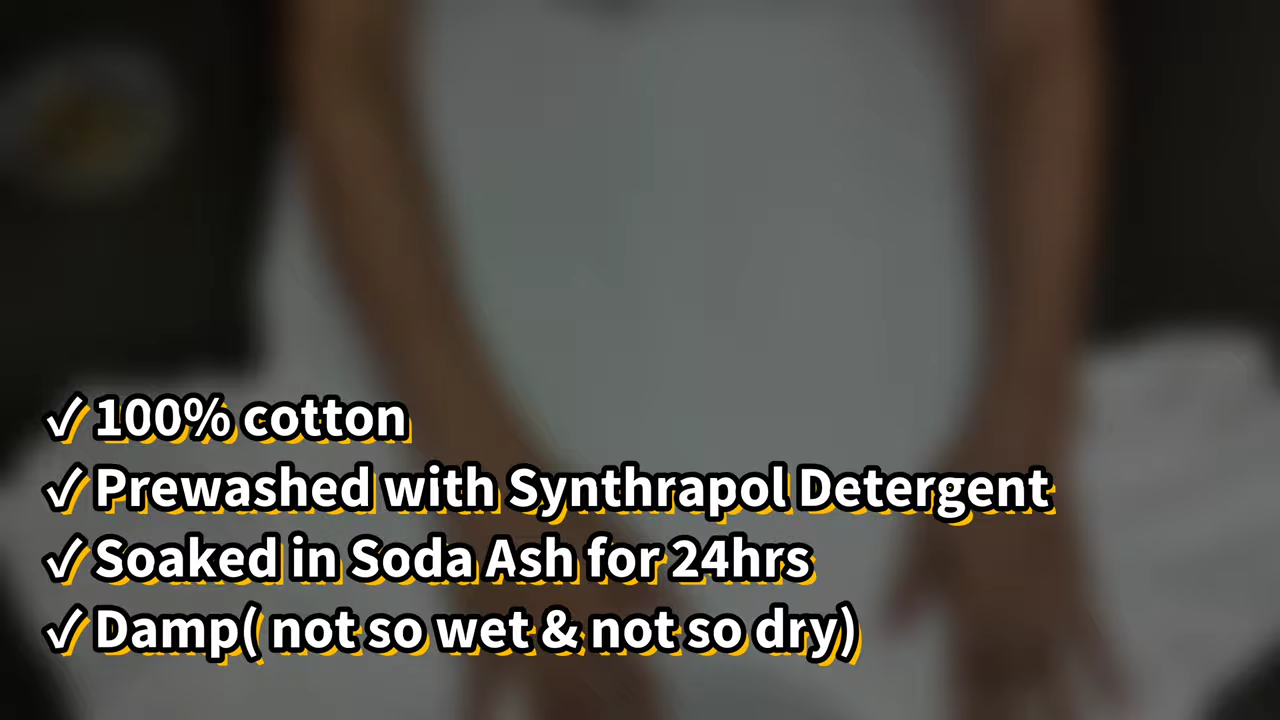 ✓ 100% cotton
✓ Prewashed with Synthrapol Detergent
✓ Soaked in Soda Ash for 24hrs
✓ Damp( not so wet & not so dry)